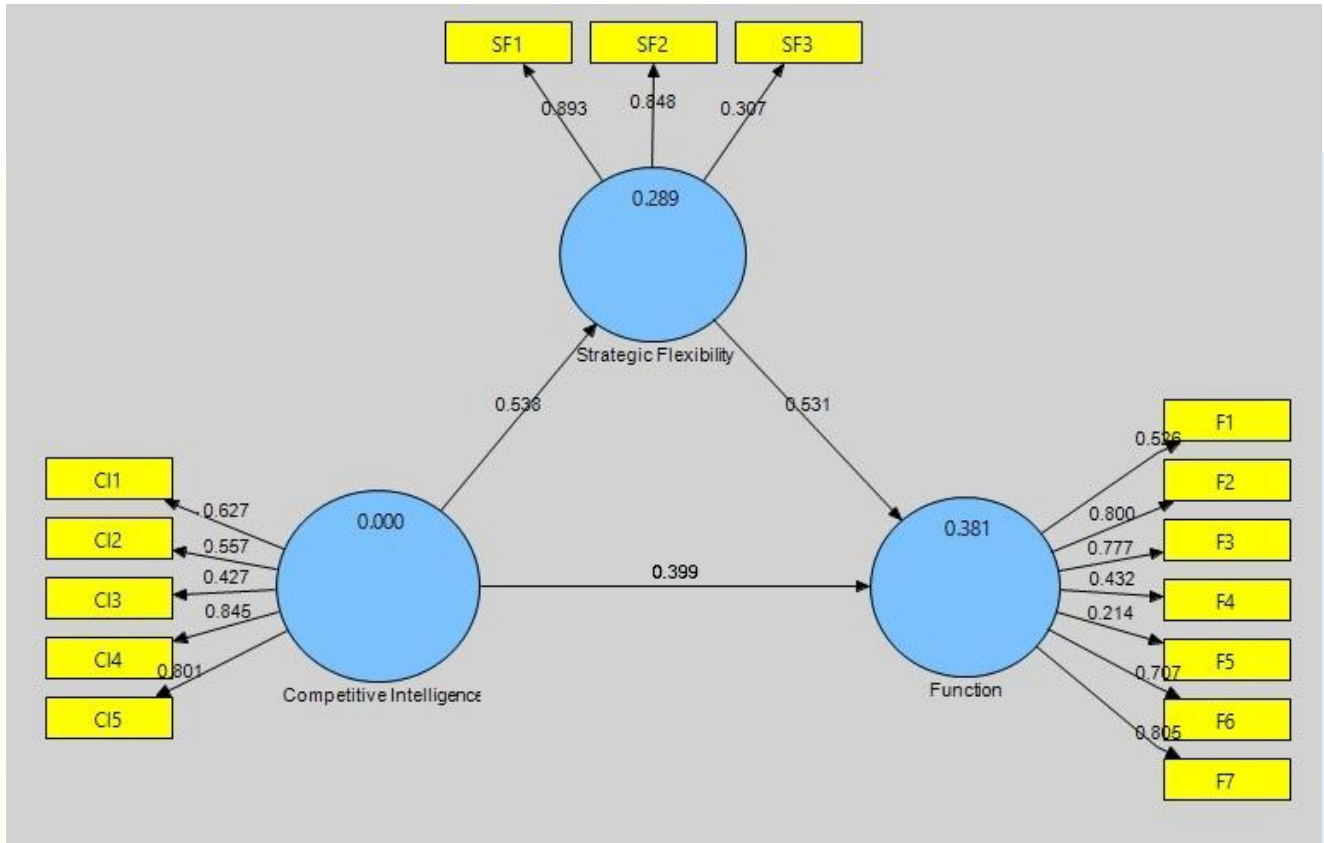 SF1 SF2 SF3
0.893 0.848 0.307
0.289
Strategic Flexibility
0.538 0.531
CI1
CI2
CI3
CI4
CI5
0.627
0.557
0.427
0.845
0.801
0.000
Competitive Intelligence
0.399
0.381
Function
0.526
0.800
0.777
0.432
0.214
0.707
0.805
F1
F2
F3
F4
F5
F6
F7